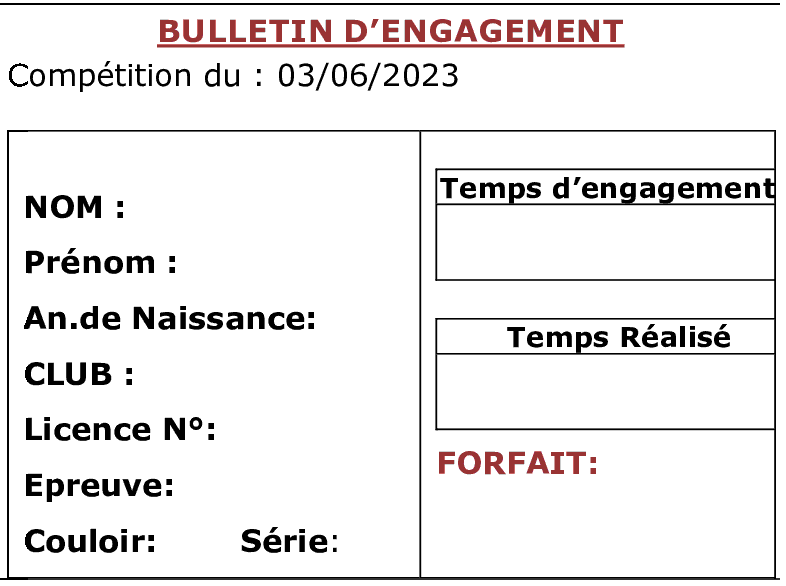 BULLETIN D’ENGAGEMENT
Compétition du : 03/06/2023
NOM :
Prénom :
An.de Naissance:
CLUB :
Licence N°:
Epreuve:
Couloir: Série:
Temps d’engagement
Temps Réalisé
FORFAIT: